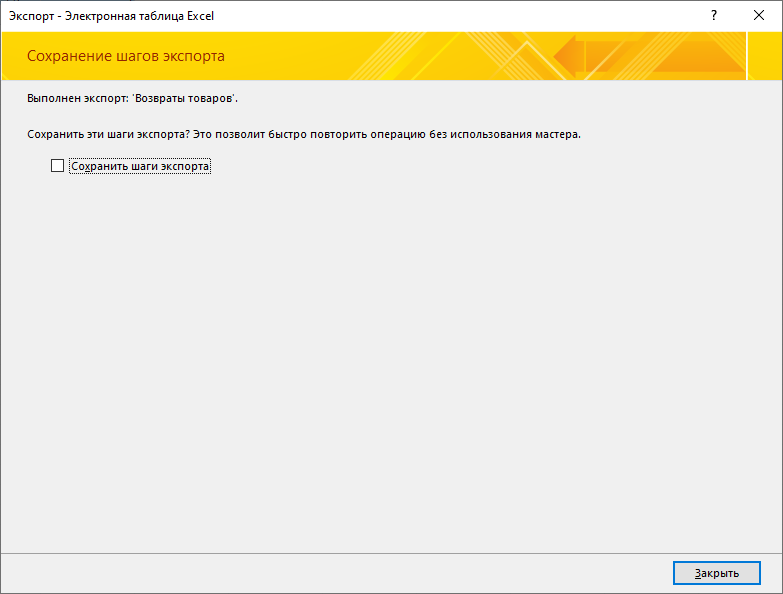 Экспорт - Электронная таблица Excel
?
Сохранение шагов экспорта
Выполнен экспорт: 'Возвраты товаров'.
Сохранить эти шаги экспорта? Это позволит быстро повторить операцию без использования мастера.
Сохранить шаги экспорта
Закрыть